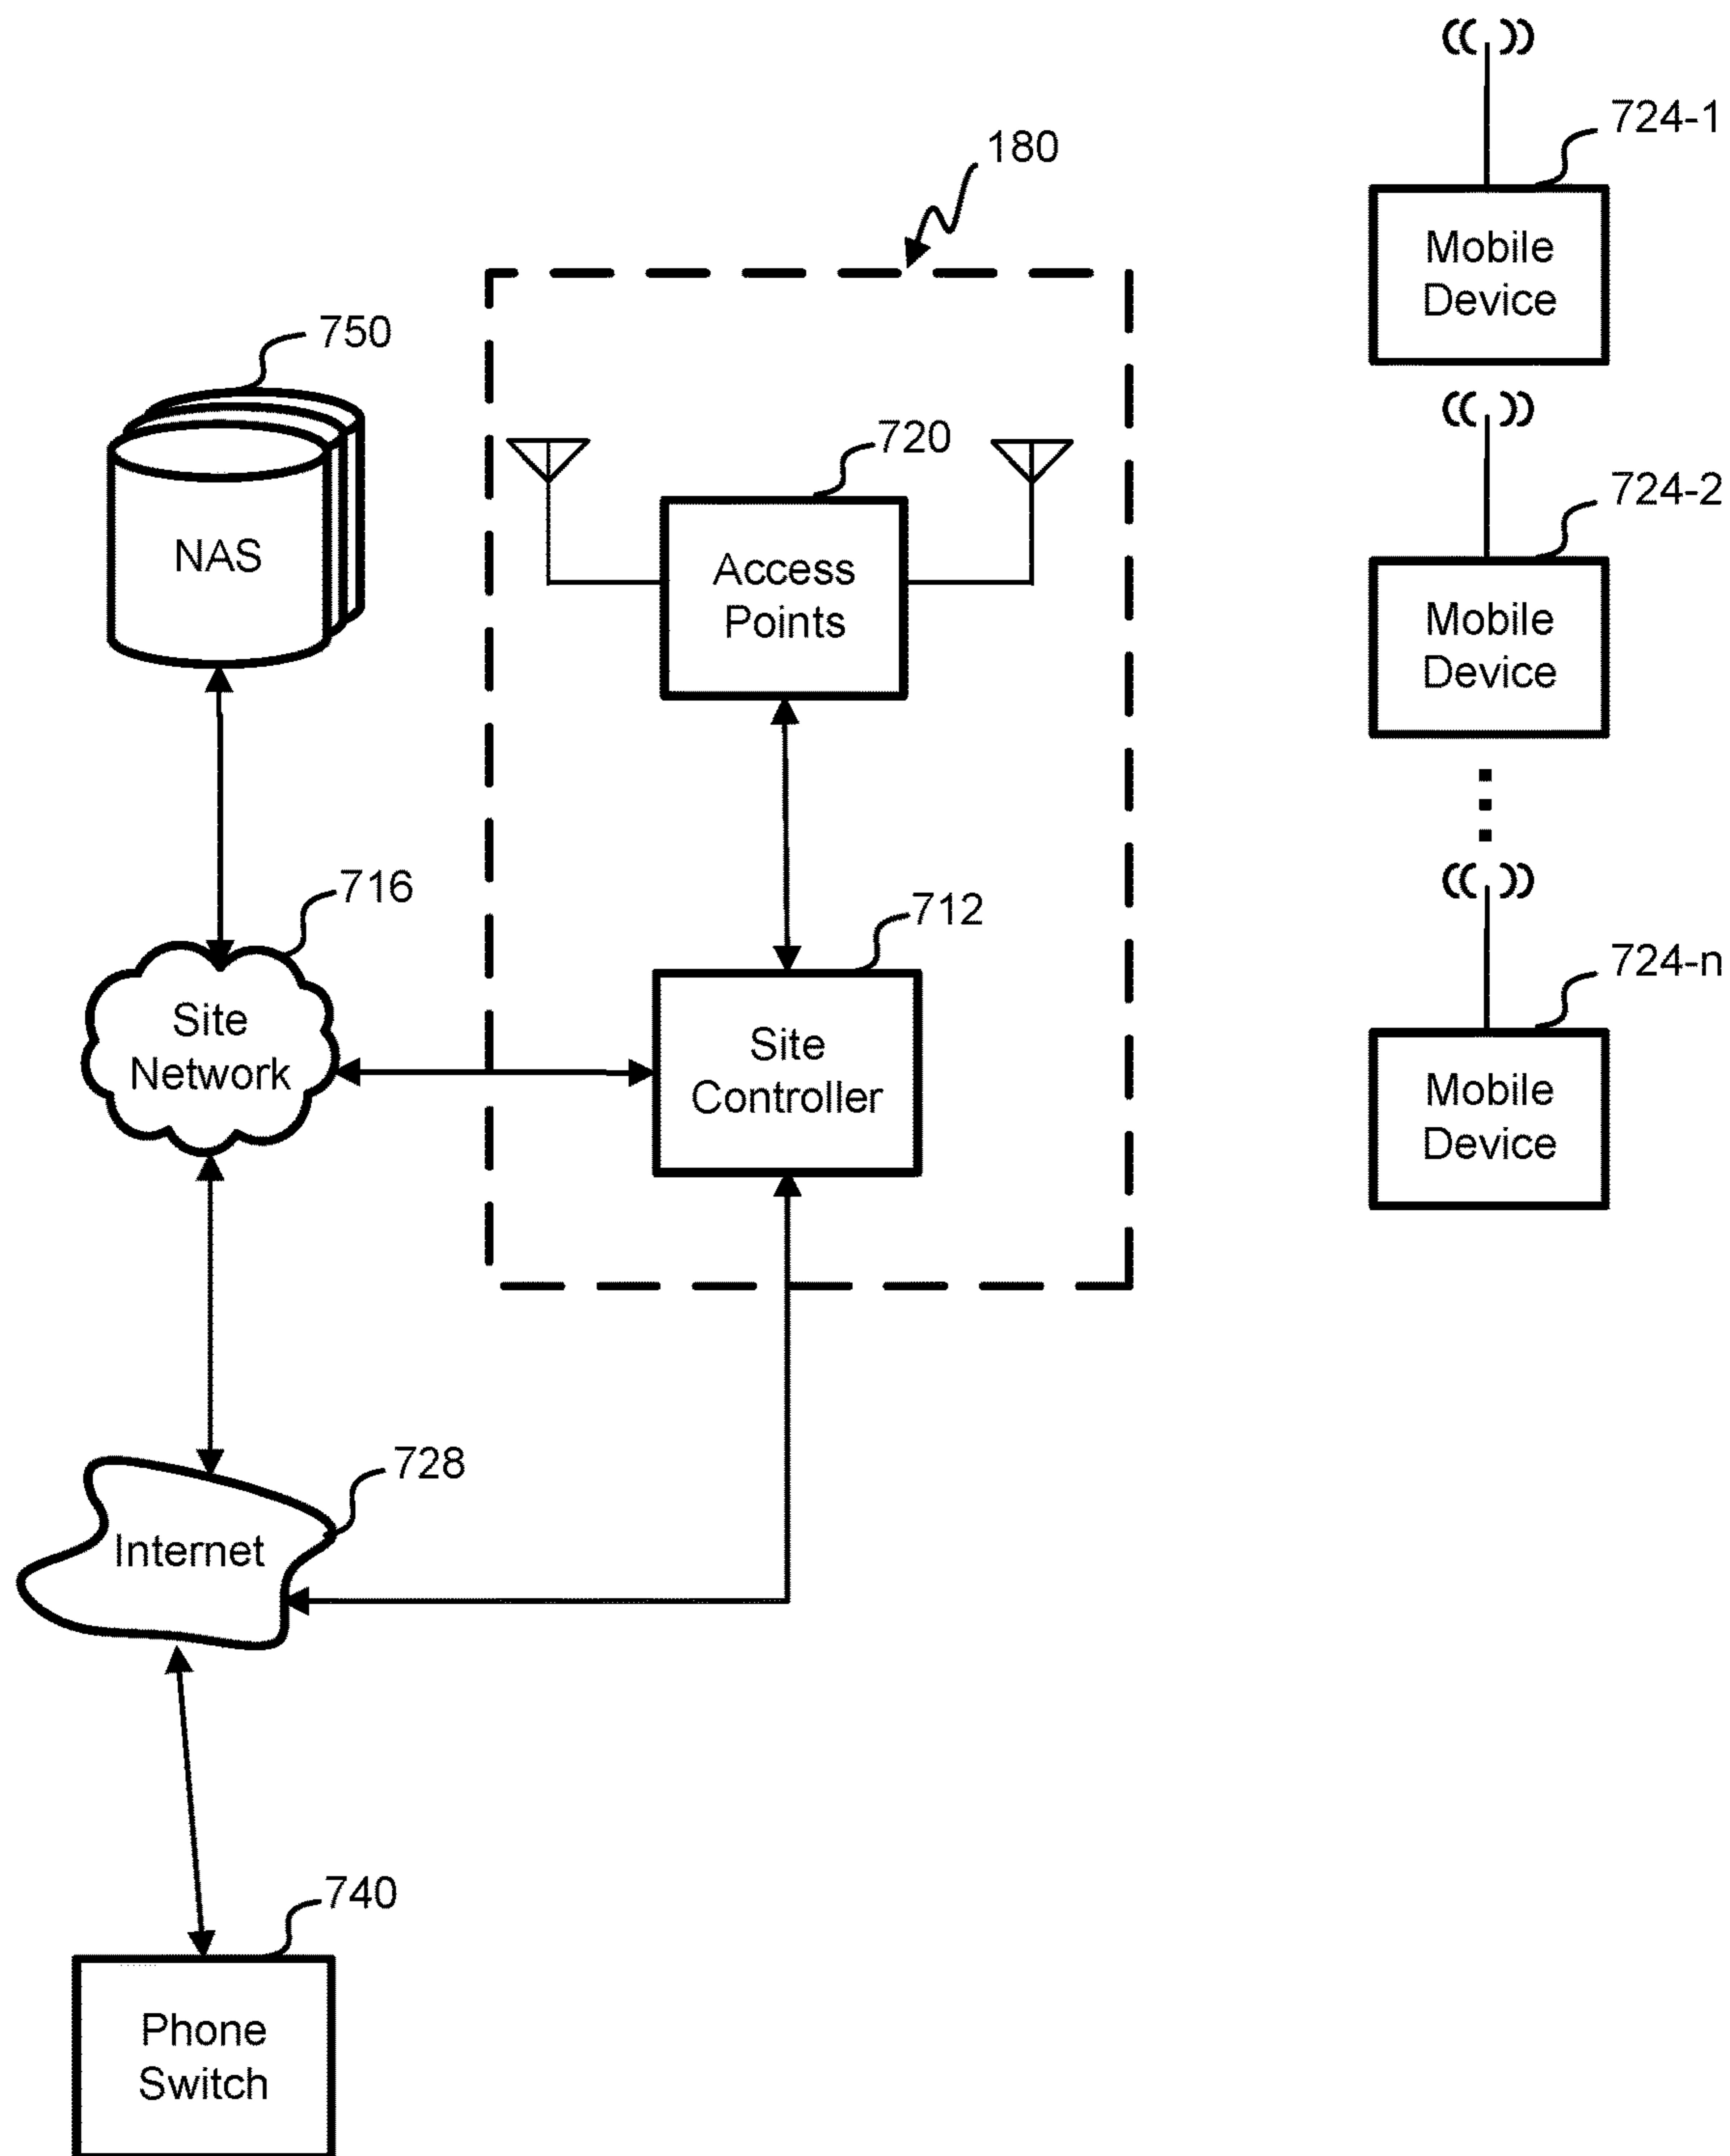 724-1
180
Mobile
Device
750
720
724-2
NAS
Access
Points
Mobile
Device
716
712
724-n
Site
Network
Site
Controller
Mobile
Device
728
Internet
740
Phone
Switch